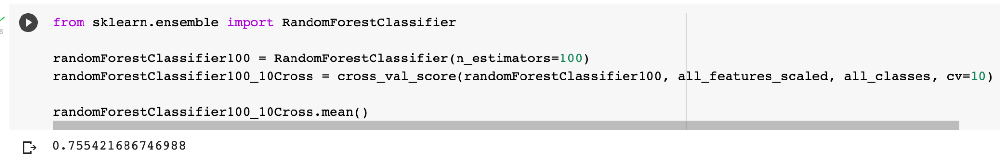 from sklearn.ensemble import RandomForestClassifier
randomForestClassifier100 = RandomForestClassifier(n_estimators=100)
randomForestClassifier100_10Cross = cross_val_score(randomForestClassifier100, all_features_scaled, all_classes, cv=10)
randomForestClassifier100_10Cross.mean()
0.755421686746988